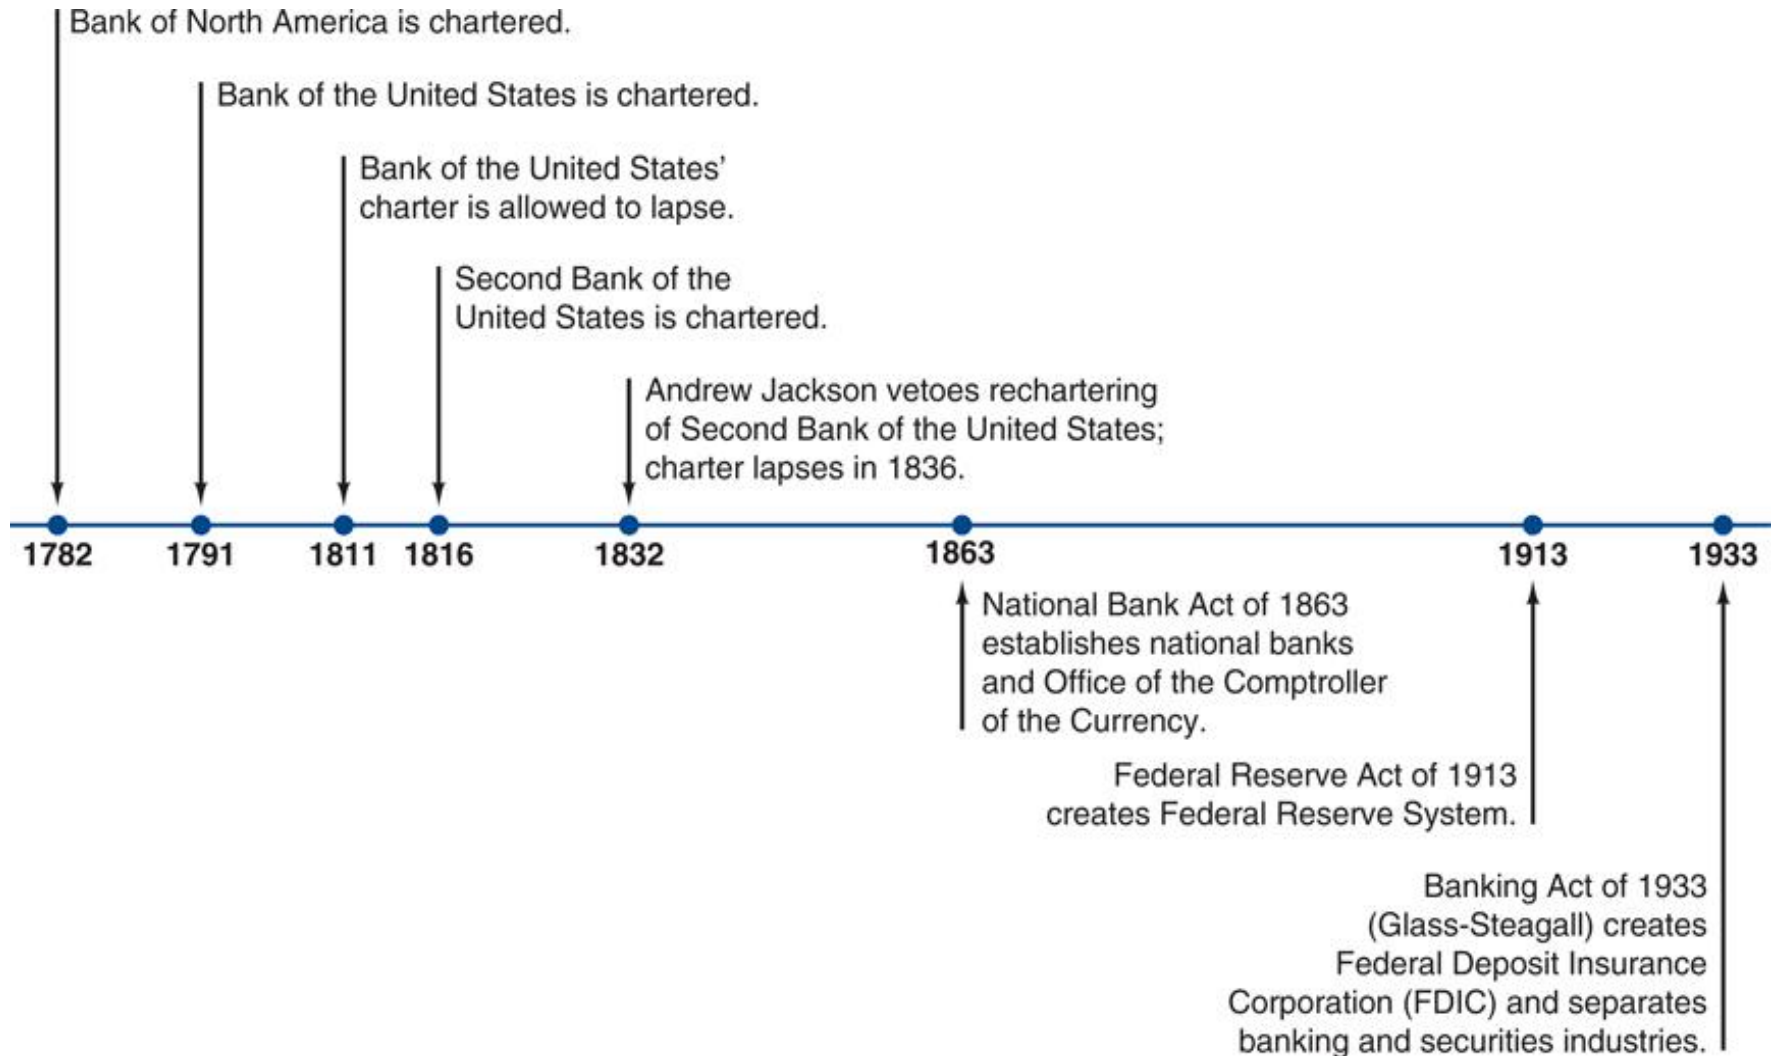 Bank of North America is chartered.
Bank of the United States is chartered.
Bank of the United States’
charter is allowed to lapse.
Second Bank of the
United States is chartered.
Andrew Jackson vetoes rechartering
of Second Bank of the United States;
charter lapses in 1836.
1782 1791 1811 1816 1832 1863 1913 1933
National Bank Act of 1863
establishes national banks
and Office of the Comptroller
of the Currency.
Federal Reserve Act of 1913
creates Federal Reserve System.
Banking Act of 1933
(Glass-Steagall) creates
Federal Deposit Insurance
Corporation (FDIC) and separates
banking and securities industries.